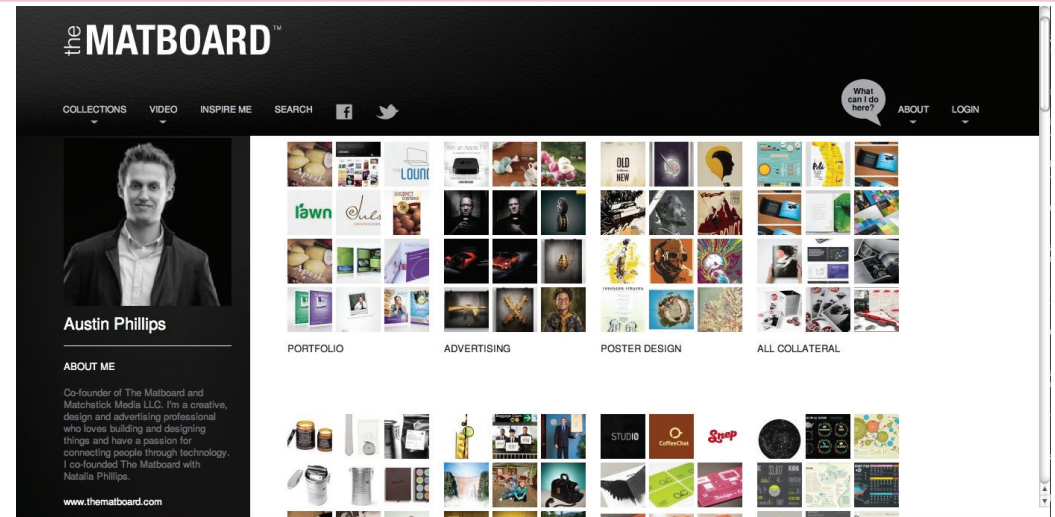 the MATBOARD™
COLLECTIONS VIDEO INSPIRE ME SEARCH
What
can I do
here?
ABOUT LOGIN
Austin Phillips
ABOUT ME
Co-founder of The Matboard and
Matchstick Media LLC. I'm a creative,
design and advertising professional
who loves building and designing
things and have a passion for
connecting people through technology.
I co-founded The Matboard with
Natalia Phillips.
www.thematboard.com
LOUN
lawn
OLD
NEW
PORTFOLIO
ADVERTISING
POSTER DESIGN
ALL COLLATERAL
STUDIO
CoffeeChat
Snep